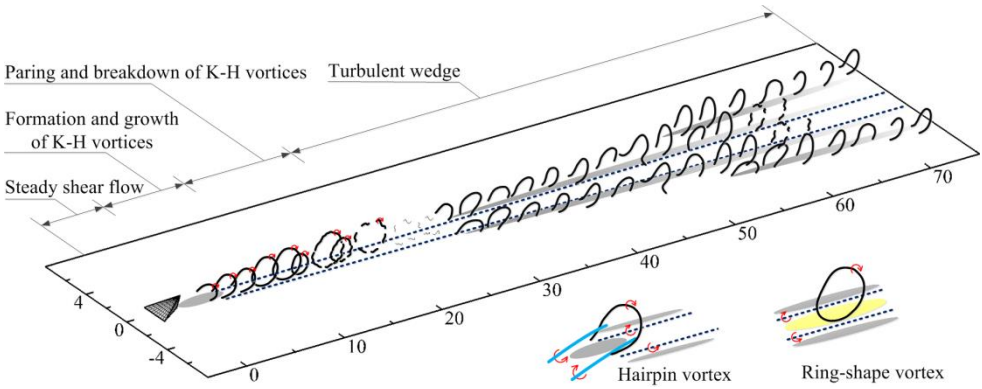 Paring and breakdown of K-H vortices
Turbulent wedge
Formation and growth
of K-H vortices
Steady shear flow
4
0
-4
0
10
20
30
40
50
60
70
Hairpin vortex
Ring-shape vortex